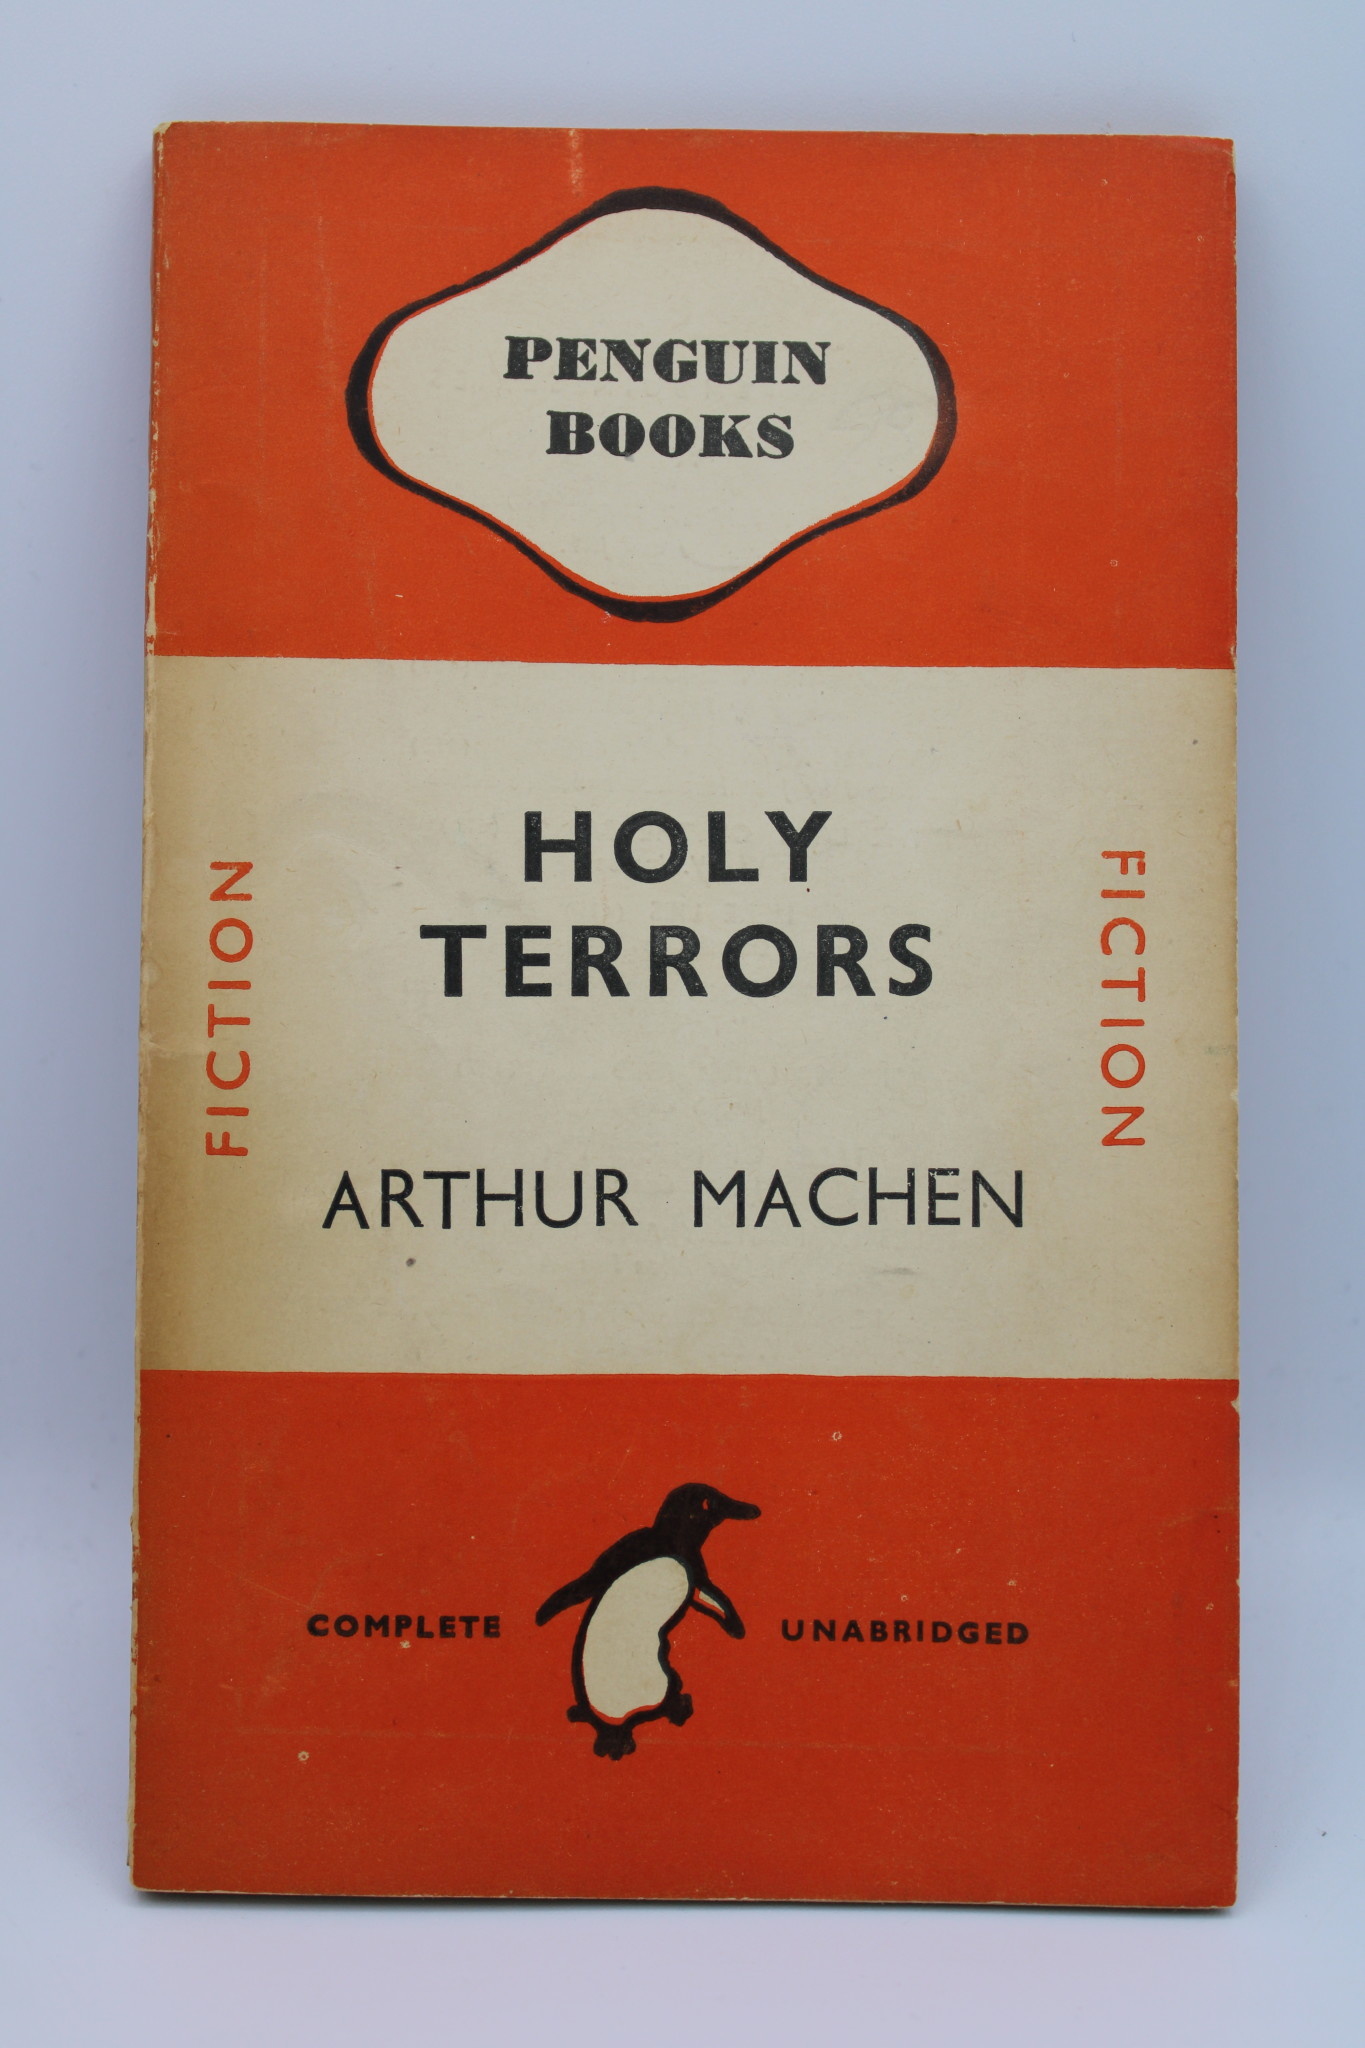 PENGUIN
BOOKS
HOLY
TERRORS
FICTION
FICTION
ARTHUR MACHEN
COMPLETE UNABRIDGED